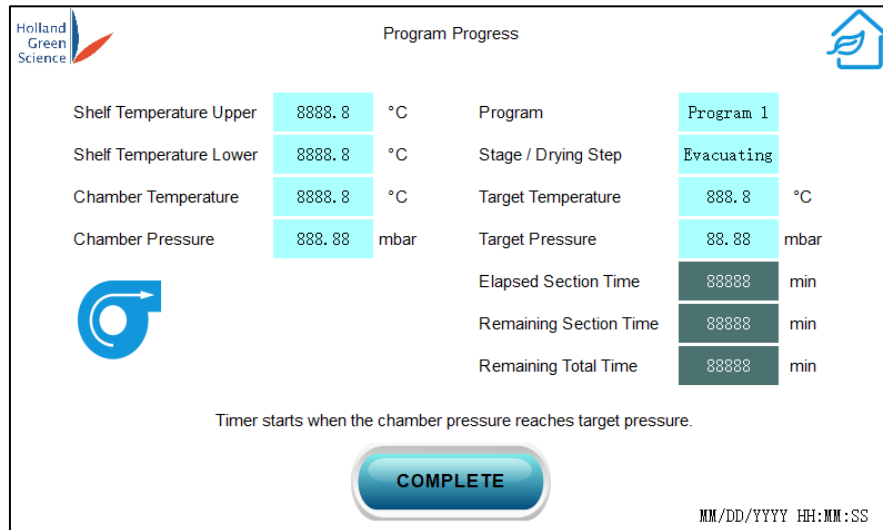 Holland
Green
Science
Program Progress
Shelf Temperature Upper 8888.8 °C Program Program 1
Shelf Temperature Lower 8888.8 °C Stage / Drying Step Evacuating
Chamber Temperature 8888.8 °C Target Temperature 888.8 °C
Chamber Pressure 888.88 mbar Target Pressure 88.88 mbar
Elapsed Section Time 88888 min
Remaining Section Time 88888 min
Remaining Total Time 88888 min
Timer starts when the chamber pressure reaches target pressure.
COMPLETE
MM/DD/YYYY HH:MM:SS